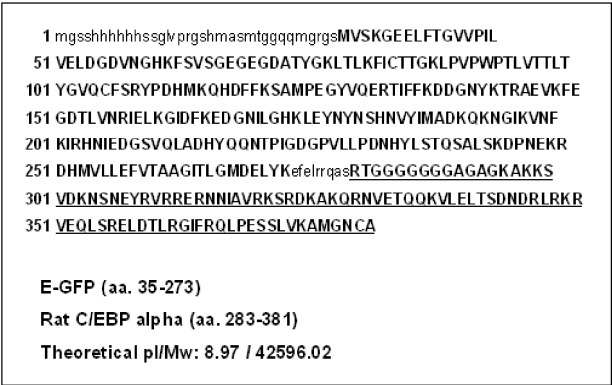 1 mgsshhhhhhssglvprgshmasmtggqqmgrgsMVSKGEELFTGVVPIL
51 VELDGDVNGHKFSVSGEGEGDATYGKLTLKFICTTGKLPVPWPTLVTTLT
101 YGVQCFSRYPDHMKQHDFFKSAMPEGYVQERTIFFKDDGNYKTRAEVKFE
151 GDTLVNRIELKGIDFKEDGNILGHKLEYNYNSHNVYIMADKQKNGIKVNF
201 KIRHNIEDGSVQLADHYQQNTPIGDGPVLLPDNHYLSTQSALSKDPNEKR
251 DHMVLLEFVTAAGITLGMDELYKefelrrqasRTGGGGGGGAGAGKAKKS
301 VDKNSNEYRVRRERNNIAVRKSRDKAKQRNVETQQKVLELTSDNDRLRKR
351 VEQLSRELDTLRGIFRQLPESSLVKAMGNCA
E-GFP (aa. 35-273)
Rat C/EBP alpha (aa. 283-381)
Theoretical pI/Mw: 8.97 / 42596.02